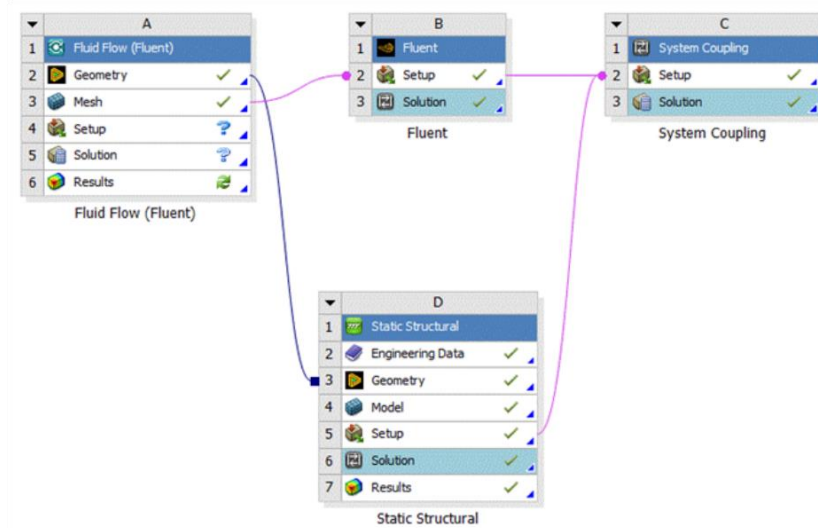 A
1 Fluid Flow (Fluent)
2 Geometry
3 Mesh
4 Setup
5 Solution
6 Results
Fluid Flow (Fluent)
B
1 Fluent
2 Setup
3 Solution
Fluent
C
1 System Coupling
2 Setup
3 Solution
System Coupling
D
1 Static Structural
2 Engineering Data
3 Geometry
4 Model
5 Setup
6 Solution
7 Results
Static Structural